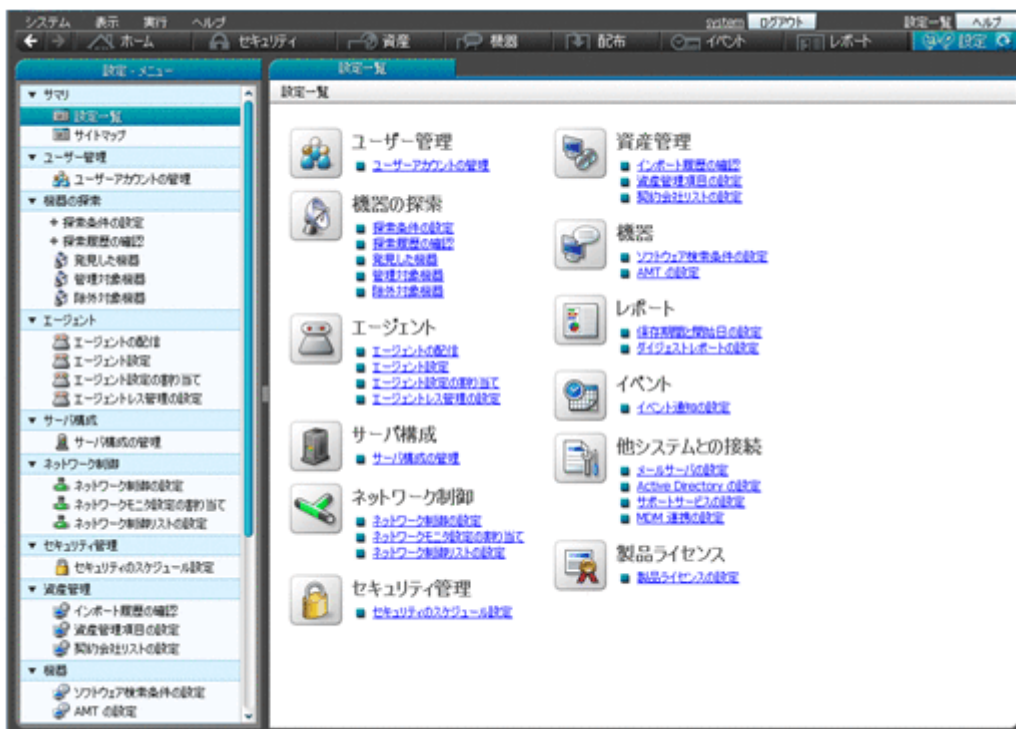 システム 表示 実行 ヘルプ system ログアウト 設定一覧 ヘルプ
ホーム セキュリティ 資産 機器 配布 イベント レポート 設定
設定 - メニュー
設定一覧
サマリ
設定一覧
サイトマップ
ユーザー管理
ユーザーアカウントの管理
機器の探索
探索条件の設定
探索履歴の確認
発見した機器
管理対象機器
除外対象機器
エージェント
エージェントの配信
エージェント設定
エージェント設定の割り当て
エージェントレス管理の設定
サーバ構成
サーバ構成の管理
ネットワーク制御
ネットワーク制御の設定
ネットワークモニタ設定の割り当て
ネットワーク制御リストの設定
セキュリティ管理
セキュリティのスケジュール設定
資産管理
インポート履歴の確認
資産管理項目の設定
契約会社リストの設定
機器
ソフトウェア検索条件の設定
AMT の設定
設定一覧
ユーザー管理
ユーザーアカウントの管理
機器の探索
探索条件の設定
探索履歴の確認
発見した機器
管理対象機器
除外対象機器
エージェント
エージェントの配信
エージェント設定
エージェント設定の割り当て
エージェントレス管理の設定
サーバ構成
サーバ構成の管理
ネットワーク制御
ネットワーク制御の設定
ネットワークモニタ設定の割り当て
ネットワーク制御リストの設定
セキュリティ管理
セキュリティのスケジュール設定
資産管理
インポート履歴の確認
資産管理項目の設定
契約会社リストの設定
機器
ソフトウェア検索条件の設定
AMT の設定
レポート
保存期間と開始日の設定
ダイジェストレポートの設定
イベント
イベント通知の設定
他システムとの接続
メールサーバの設定
Active Directory の設定
サポートサービスの設定
MDM 連携の設定
製品ライセンス
製品ライセンスの設定